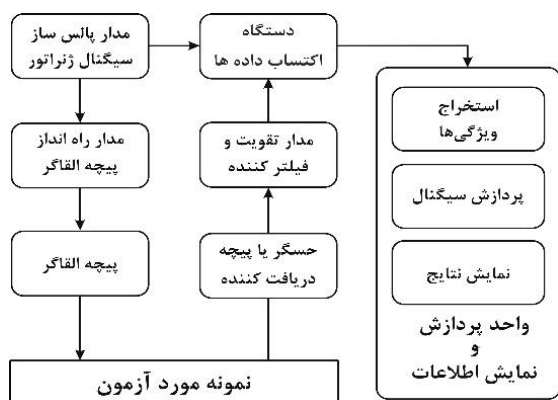 مدار پالس ساز
سیگنال ژنراتور
دستگاه
اکتساب داده ها
مدار راه انداز
پیچه القاگر
مدار تقویت و
فیلتر کننده
پیچه القاگر
حسگر یا پیچه
دریافت کننده
نمونه مورد آزمون
استخراج
ویژگی‌ها
پردازش سیگنال
نمایش نتایج
واحد پردازش
و
نمایش اطلاعات